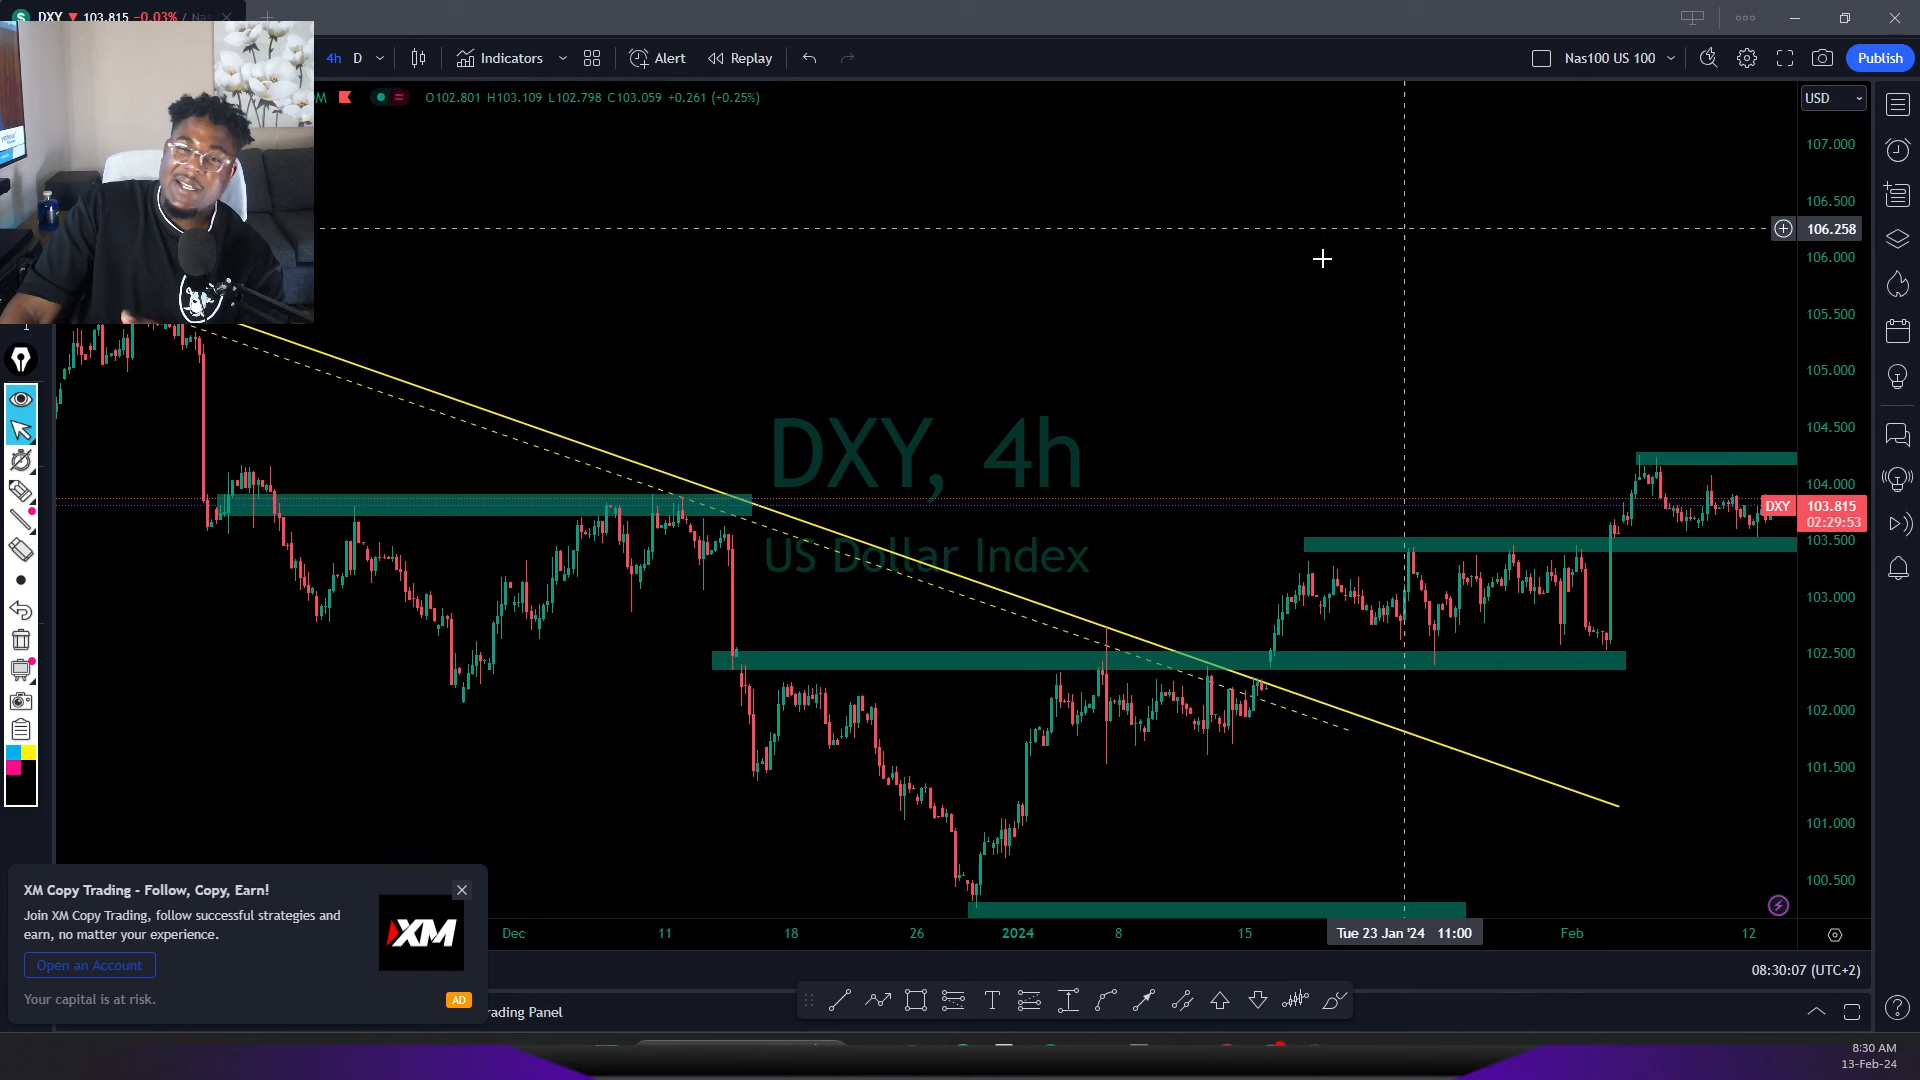 DXY 103.815 −0.03% / Nas
4h D Indicators Alert Replay Nas100 US 100 Publish
M O102.801 H103.109 L102.798 C103.059 +0.261 (+0.25%)
USD
107.000
106.500
106.258
106.000
105.500
105.000
104.500
104.000
DXY 103.815
02:29:53
103.500
103.000
102.500
102.000
101.500
101.000
100.500
DXY, 4h
US Dollar Index
XM Copy Trading - Follow, Copy, Earn!
Join XM Copy Trading, follow successful strategies and
earn, no matter your experience.
Open an Account
Your capital is at risk.
AD
XM
Dec 11 18 26 2024 8 15 Tue 23 Jan '24 11:00 Feb 12
08:30:07 (UTC+2)
rading Panel
8:30 AM
13-Feb-24